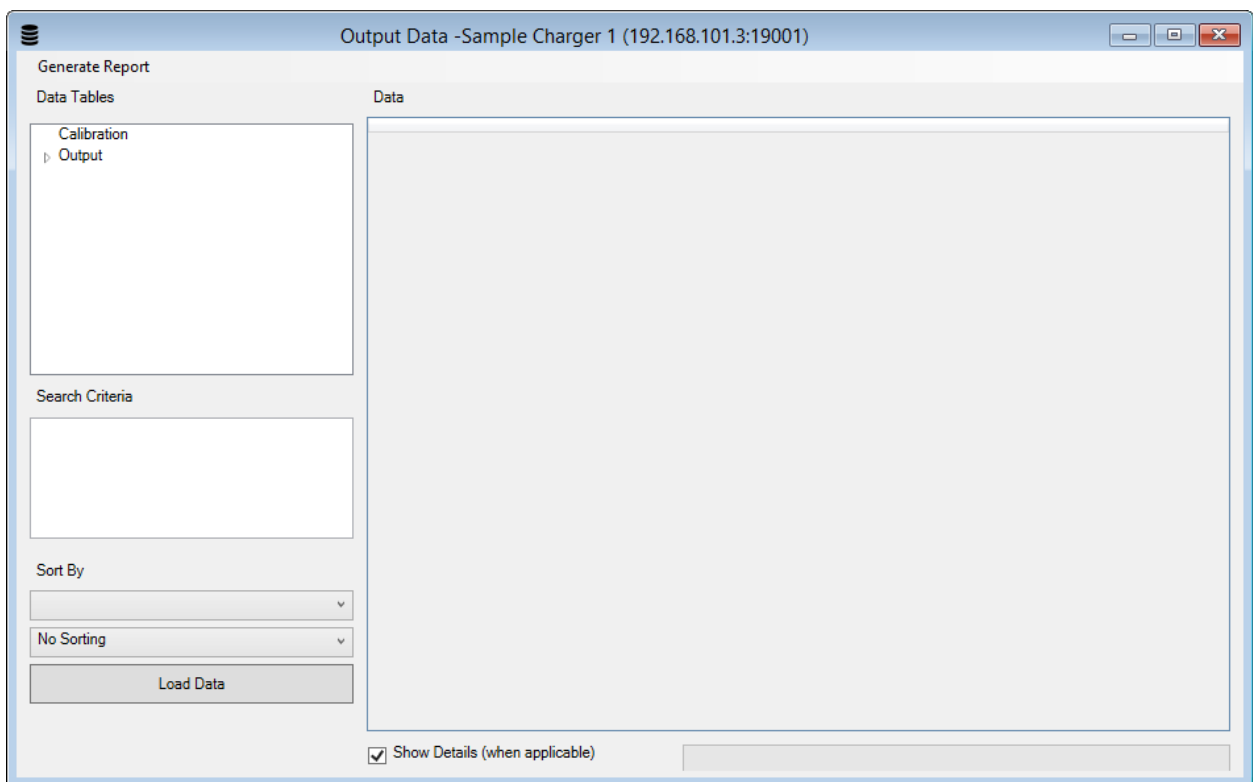 Output Data -Sample Charger 1 (192.168.101.3:19001)
Generate Report
Data Tables
Calibration
Output
Search Criteria
Sort By
No Sorting
Load Data
Data
Show Details (when applicable)